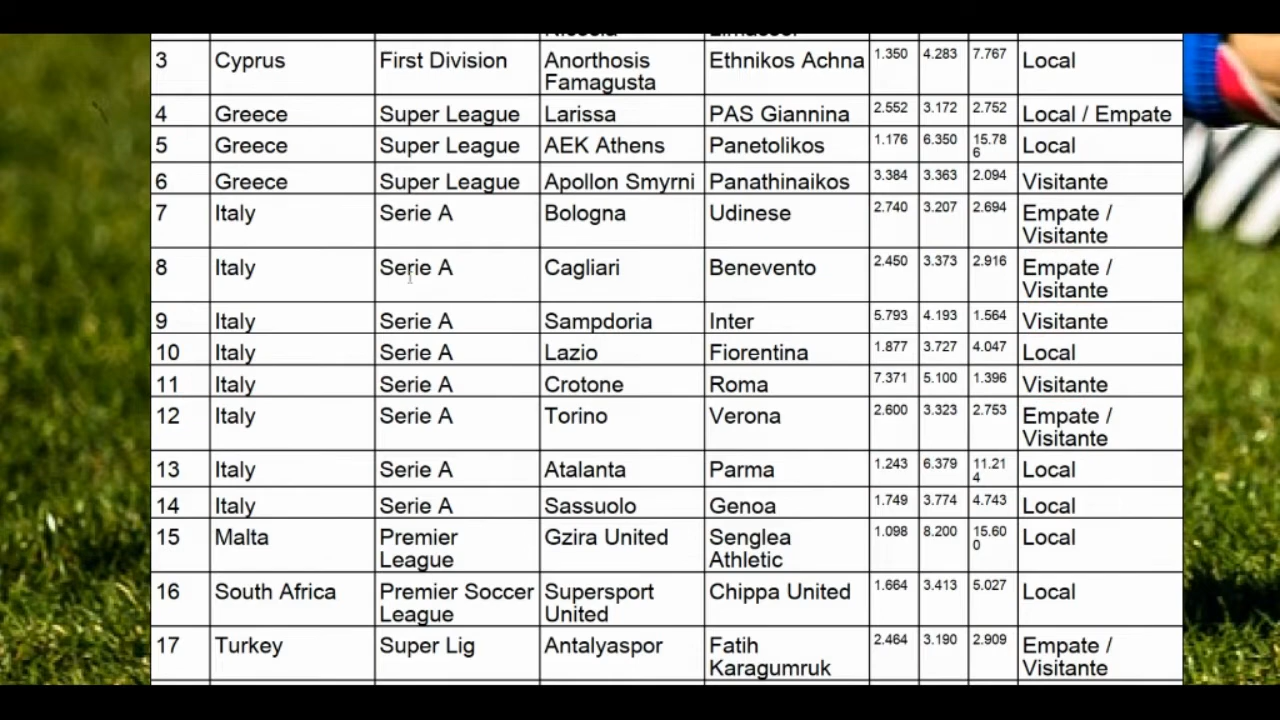 3 Cyprus First Division Anorthosis Famagusta Ethnikos Achna 1.350 4.283 7.767 Local
4 Greece Super League Larissa PAS Giannina 2.552 3.172 2.752 Local / Empate
5 Greece Super League AEK Athens Panetolikos 1.176 6.350 15.786 Local
6 Greece Super League Apollon Smyrni Panathinaikos 3.384 3.363 2.094 Visitante
7 Italy Serie A Bologna Udinese 2.740 3.207 2.694 Empate / Visitante
8 Italy Serie A Cagliari Benevento 2.450 3.373 2.916 Empate / Visitante
9 Italy Serie A Sampdoria Inter 5.793 4.193 1.564 Visitante
10 Italy Serie A Lazio Fiorentina 1.877 3.727 4.047 Local
11 Italy Serie A Crotone Roma 7.371 5.100 1.396 Visitante
12 Italy Serie A Torino Verona 2.600 3.323 2.753 Empate / Visitante
13 Italy Serie A Atalanta Parma 1.243 6.379 11.214 Local
14 Italy Serie A Sassuolo Genoa 1.749 3.774 4.743 Local
15 Malta Premier League Gzira United Senglea Athletic 1.098 8.200 15.600 Local
16 South Africa Premier Soccer League Supersport United Chippa United 1.664 3.413 5.027 Local
17 Turkey Super Lig Antalyaspor Fatih Karagumruk 2.464 3.190 2.909 Empate / Visitante